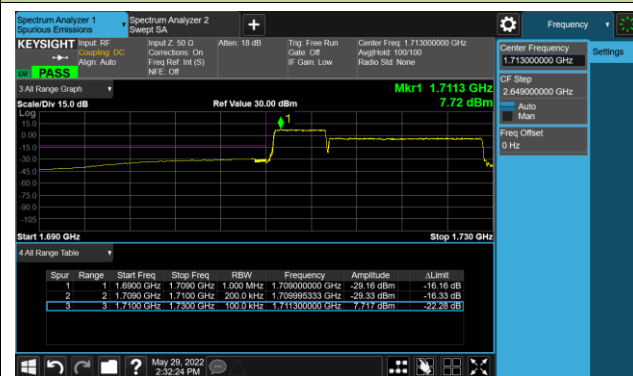 Spectrum Analyzer 1
Spurious Emissions
Spectrum Analyzer 2
Swept SA
Frequency
KEYSIGHT
Input: RF
Coupling: DC
Align: Auto
Input Z: 50 Ω
Corrections: On
Freq Ref: Int (S)
NFE: Off
Atten: 18 dB
Trig: Free Run
Gate: Off
IF Gain: Low
Center Freq: 1.713000000 GHz
Avg|Hold: 100/100
Radio Std: None
PASS
Center Frequency
1.713000000 GHz
Settings
CF Step
2.649000000 GHz
Auto
Man
Freq Offset
0 Hz
3 All Range Graph
Mkr1 1.7113 GHz
7.72 dBm
Scale/Div 15.0 dB
Ref Value 30.00 dBm
Log
15.0
0.00
-15.0
-30.0
-45.0
-60.0
-75.0
-90.0
-105
1
Start 1.690 GHz
Stop 1.730 GHz
4 All Range Table
Spur Range Start Freq Stop Freq RBW Frequency Amplitude ΔLimit
1 1 1.6900 GHz 1.7090 GHz 1.000 MHz 1.709000000 GHz -29.16 dBm -16.16 dB
2 2 1.7090 GHz 1.7100 GHz 200.0 kHz 1.709995333 GHz -29.33 dBm -16.33 dB
3 3 1.7100 GHz 1.7300 GHz 100.0 kHz 1.711300000 GHz 7.717 dBm -22.28 dB
?
May 29, 2022
2:32:24 PM